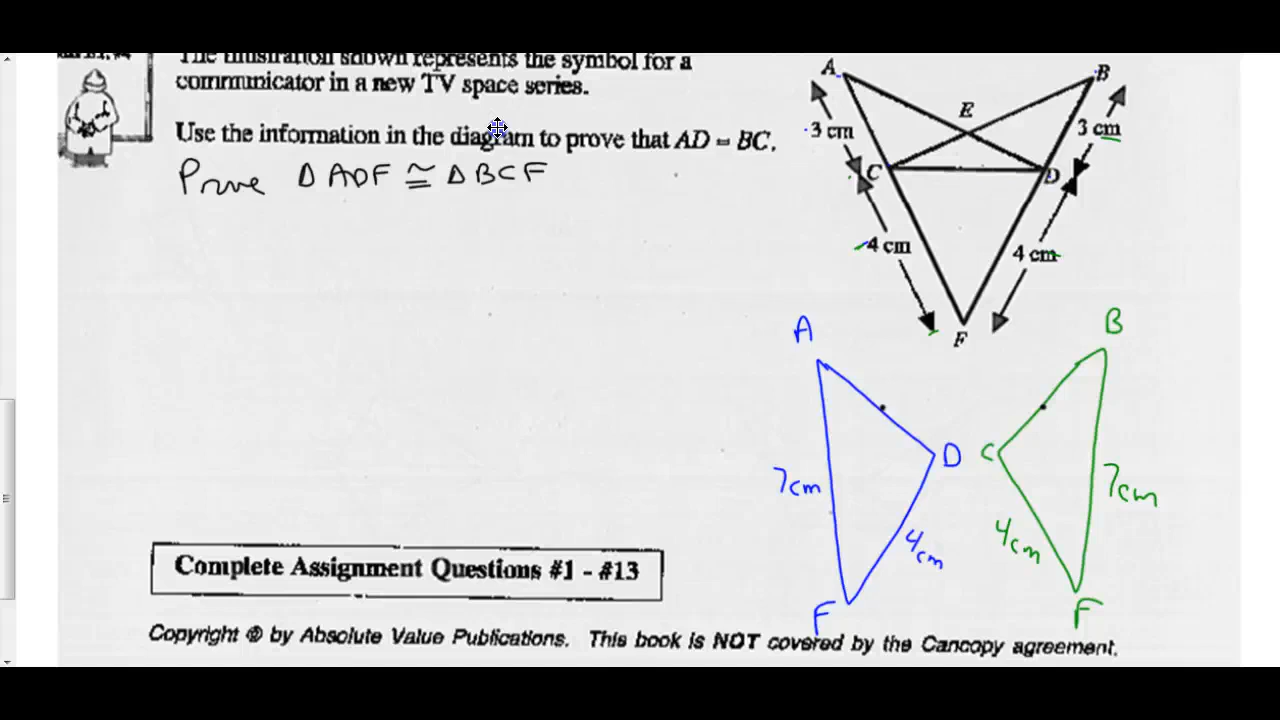 The illustration shown represents the symbol for a
communicator in a new TV space series.
Use the information in the diagram to prove that AD = BC.
Prove △ADF ≅ △BCF
A
B
E
3 cm
3 cm
C
D
4 cm
4 cm
F
A
B
D
C
7cm
7cm
4cm
4cm
F
F
Complete Assignment Questions #1 - #13
Copyright © by Absolute Value Publications. This book is NOT covered by the Cancopy agreement.